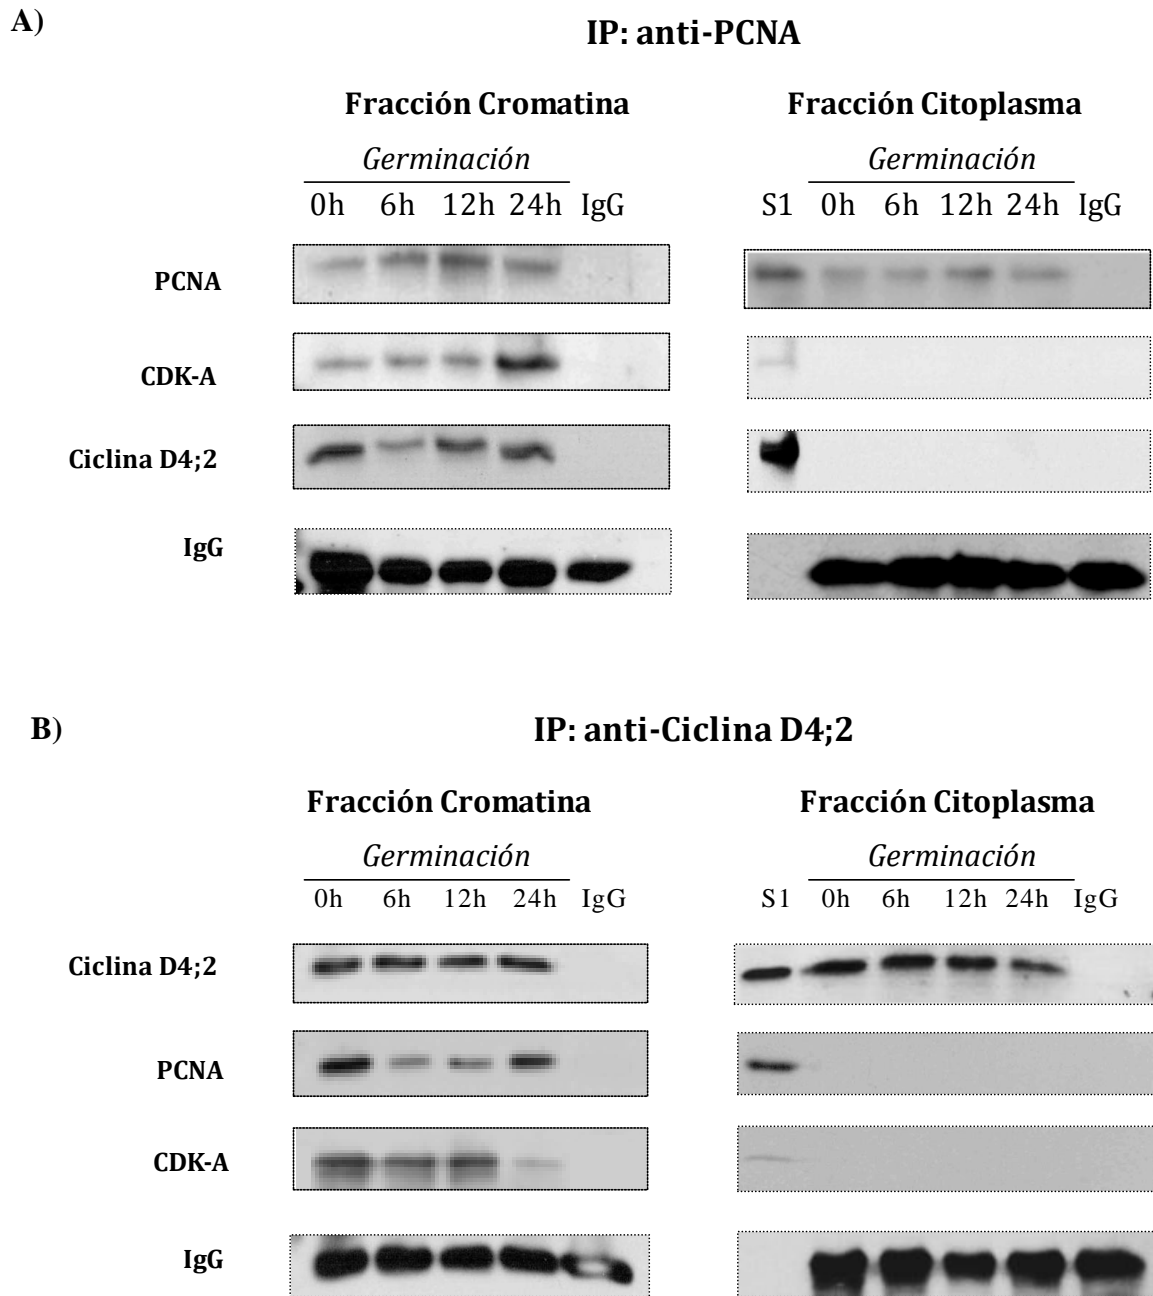 A)
IP: anti-PCNA
Fracción Cromatina
Fracción Citoplasma
Germinación
Germinación
0h 6h 12h 24h IgG
S1 0h 6h 12h 24h IgG
PCNA
CDK-A
Ciclina D4;2
IgG
B)
IP: anti-Ciclina D4;2
Fracción Cromatina
Fracción Citoplasma
Germinación
Germinación
0h 6h 12h 24h IgG
S1 0h 6h 12h 24h IgG
Ciclina D4;2
PCNA
CDK-A
IgG